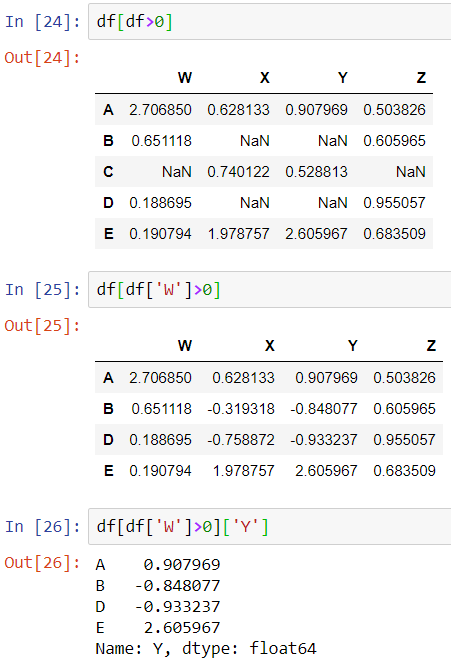 In [24]: df[df>0]
Out[24]:
W X Y Z
A 2.706850 0.628133 0.907969 0.503826
B 0.651118 NaN NaN 0.605965
C NaN 0.740122 0.528813 NaN
D 0.188695 NaN NaN 0.955057
E 0.190794 1.978757 2.605967 0.683509
In [25]: df[df['W']>0]
Out[25]:
W X Y Z
A 2.706850 0.628133 0.907969 0.503826
B 0.651118 -0.319318 -0.848077 0.605965
D 0.188695 -0.758872 -0.933237 0.955057
E 0.190794 1.978757 2.605967 0.683509
In [26]: df[df['W']>0]['Y']
Out[26]: A 0.907969
B -0.848077
D -0.933237
E 2.605967
Name: Y, dtype: float64